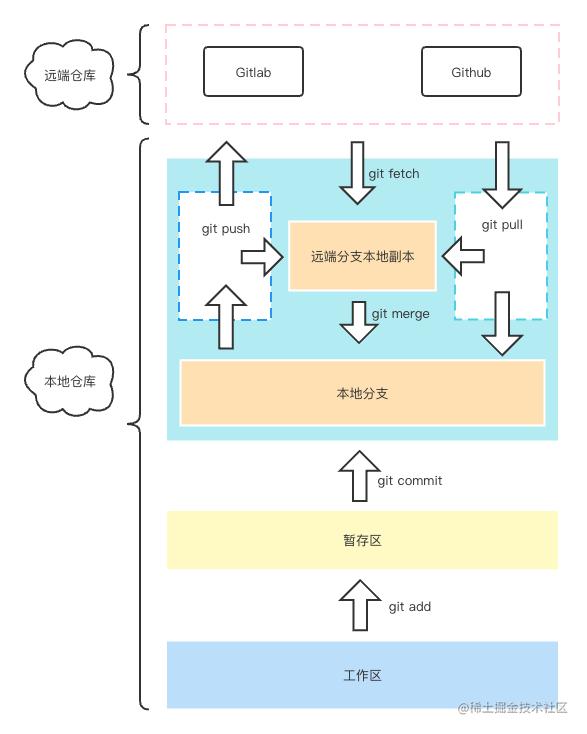 远端仓库
Gitlab
Github
git fetch
git push
git pull
远端分支本地副本
git merge
本地仓库
本地分支
git commit
暂存区
git add
工作区
@稀土掘金技术社区